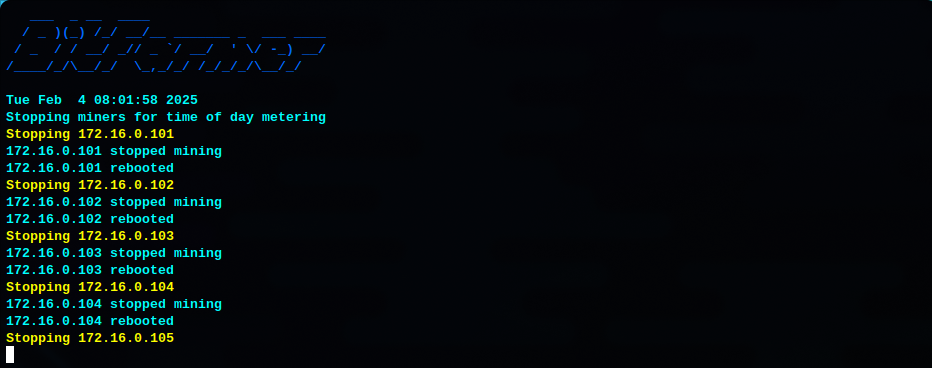 BitFarmer
Tue Feb  4 08:01:58 2025
Stopping miners for time of day metering
Stopping 172.16.0.101
172.16.0.101 stopped mining
172.16.0.101 rebooted
Stopping 172.16.0.102
172.16.0.102 stopped mining
172.16.0.102 rebooted
Stopping 172.16.0.103
172.16.0.103 stopped mining
172.16.0.103 rebooted
Stopping 172.16.0.104
172.16.0.104 stopped mining
172.16.0.104 rebooted
Stopping 172.16.0.105